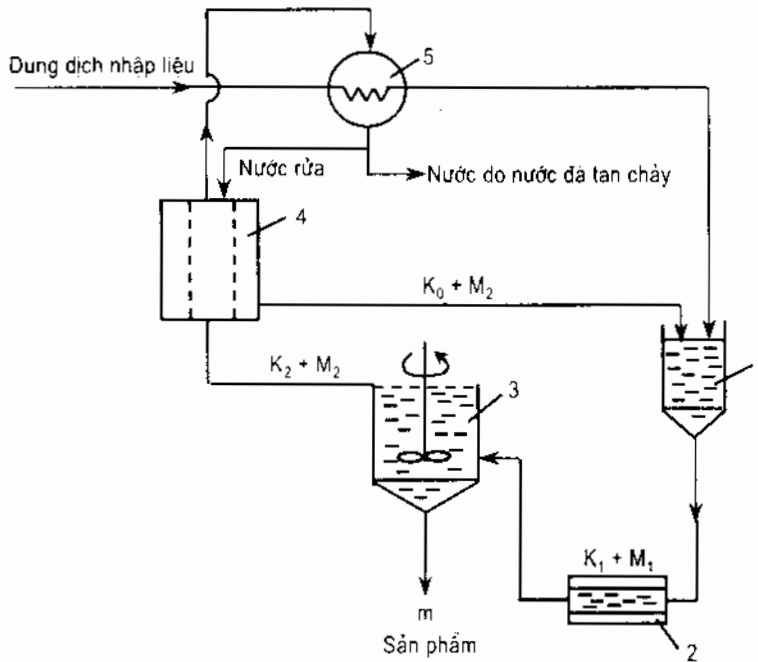 5
Dung dịch nhập liệu
Nước rửa
Nước do nước đá tan chảy
4
K₀ + M₂
K₂ + M₂
3
K₁ + M₁
2
m
Sản phẩm